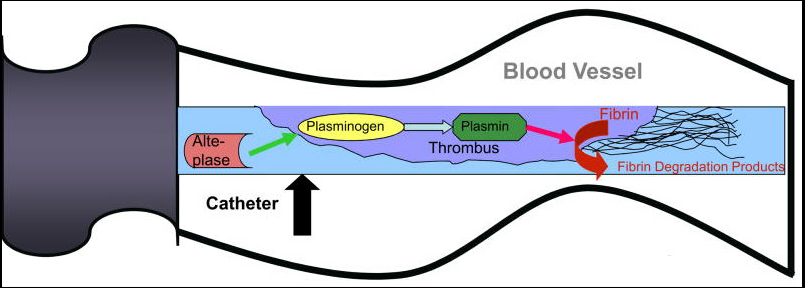 Blood Vessel
Alte-
plase
Plasminogen
Plasmin
Fibrin
Thrombus
Fibrin Degradation Products
Catheter